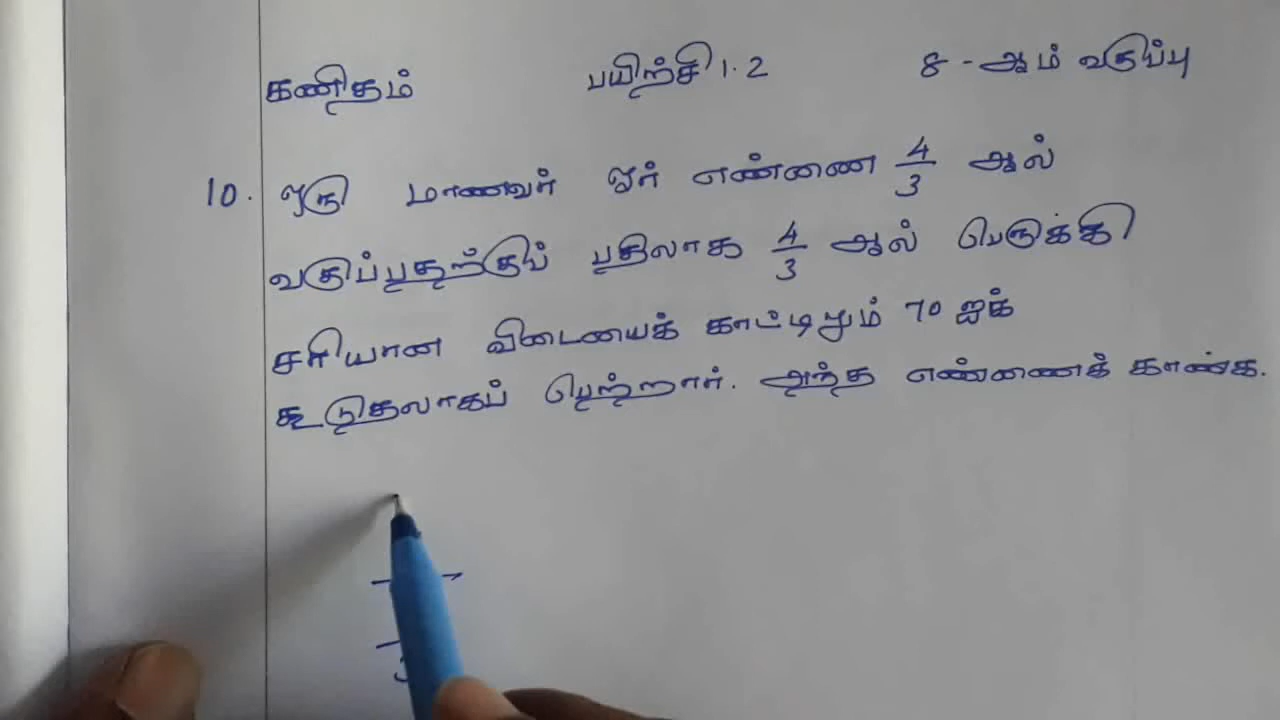 கணிதம் பயிற்சி 1.2 8 - ஆம் வகுப்பு
10. ஒரு மாணவர் ஓர் எண்ணை 4/3 ஆல்
வகுப்பதற்குப் பதிலாக 4/3 ஆல் பெருக்கி
சரியான விடையைக் காட்டிலும் 70 ஐக்
கூடுதலாகப் பெற்றார். அந்த எண்ணைக் காண்க.